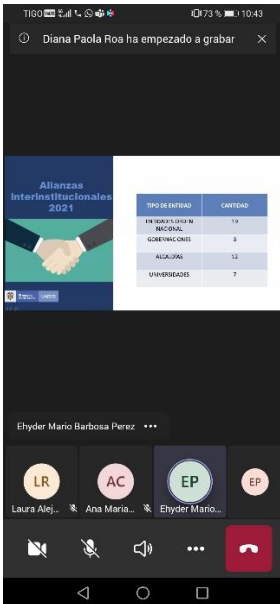 TIGO 10:43
73 %
Diana Paola Roa ha empezado a grabar
Alianzas
Interinstitucionales
2021
TIPO DE ENTIDAD CANTIDAD
ENTIDADES ORDEN
NACIONAL
19
GOBERNACIONES 3
ALCALDÍAS
UNIVERSIDADES 7
Ehyder Mario Barbosa Perez •••
LR
AC
EP
EP
Laura Alej...
Ana Maria...
Ehyder Mario...